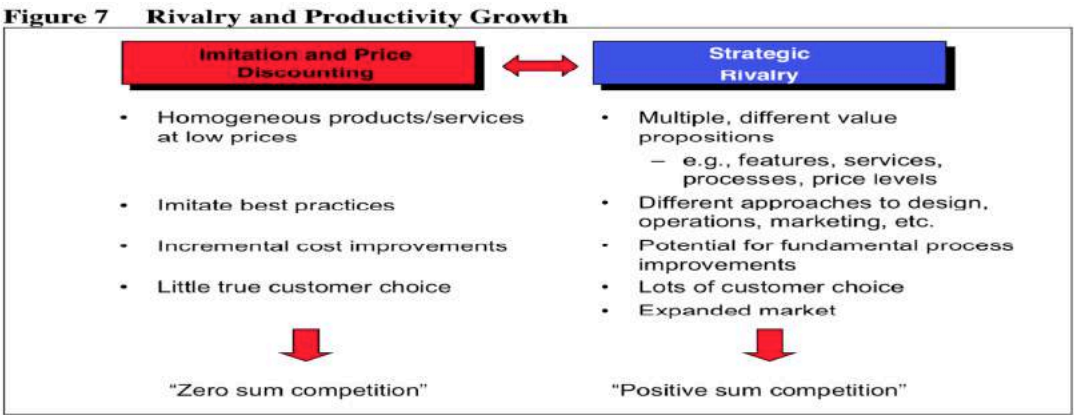 Figure 7 Rivalry and Productivity Growth
Imitation and Price
Discounting
Strategic
Rivalry
• Homogeneous products/services
at low prices
• Imitate best practices
• Incremental cost improvements
• Little true customer choice
"Zero sum competition"
• Multiple, different value
propositions
– e.g., features, services,
processes, price levels
• Different approaches to design,
operations, marketing, etc.
• Potential for fundamental process
improvements
• Lots of customer choice
• Expanded market
"Positive sum competition"